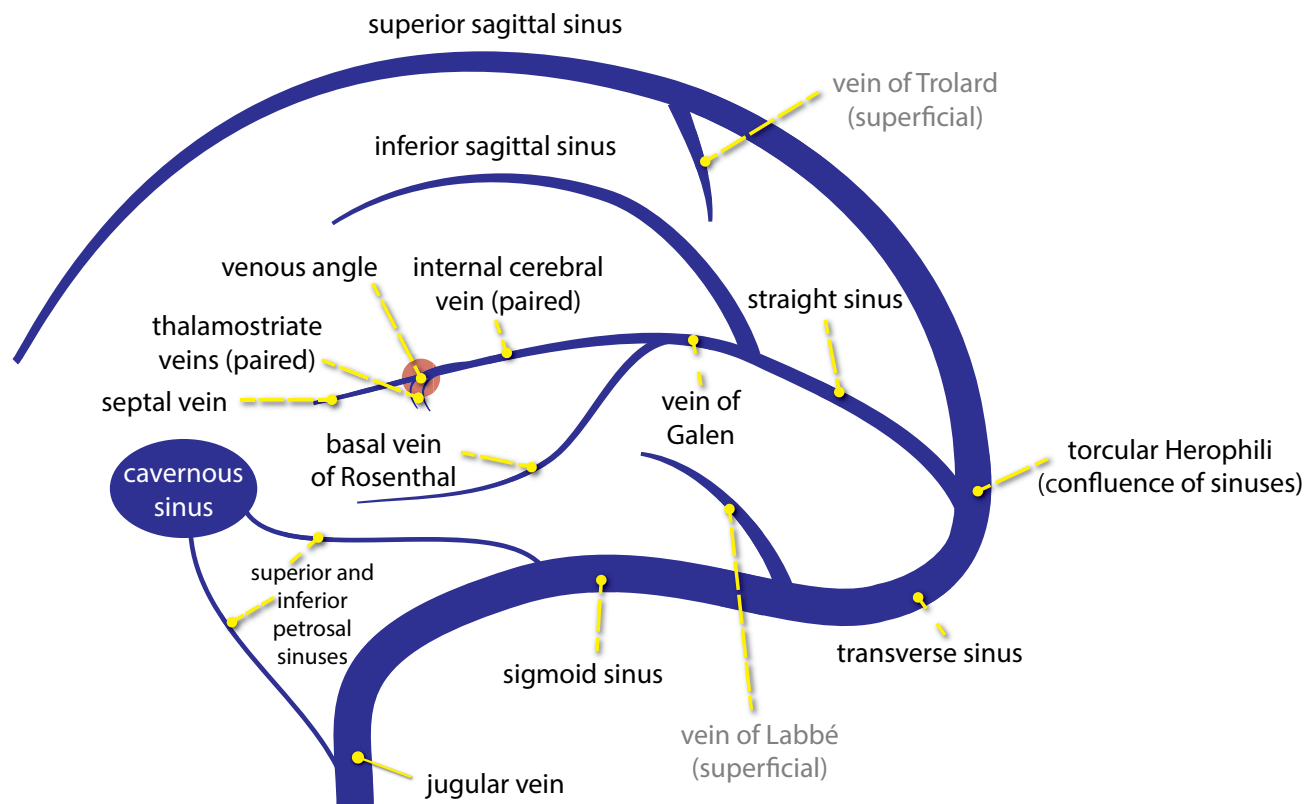 superior sagittal sinus
vein of Trolard
(superficial)
inferior sagittal sinus
venous angle
internal cerebral
vein (paired)
straight sinus
thalamostriate
veins (paired)
septal vein
vein of
Galen
basal vein
of Rosenthal
torcular Herophili
(confluence of sinuses)
cavernous
sinus
superior and
inferior
petrosal
sinuses
sigmoid sinus
transverse sinus
vein of Labbé
(superficial)
jugular vein